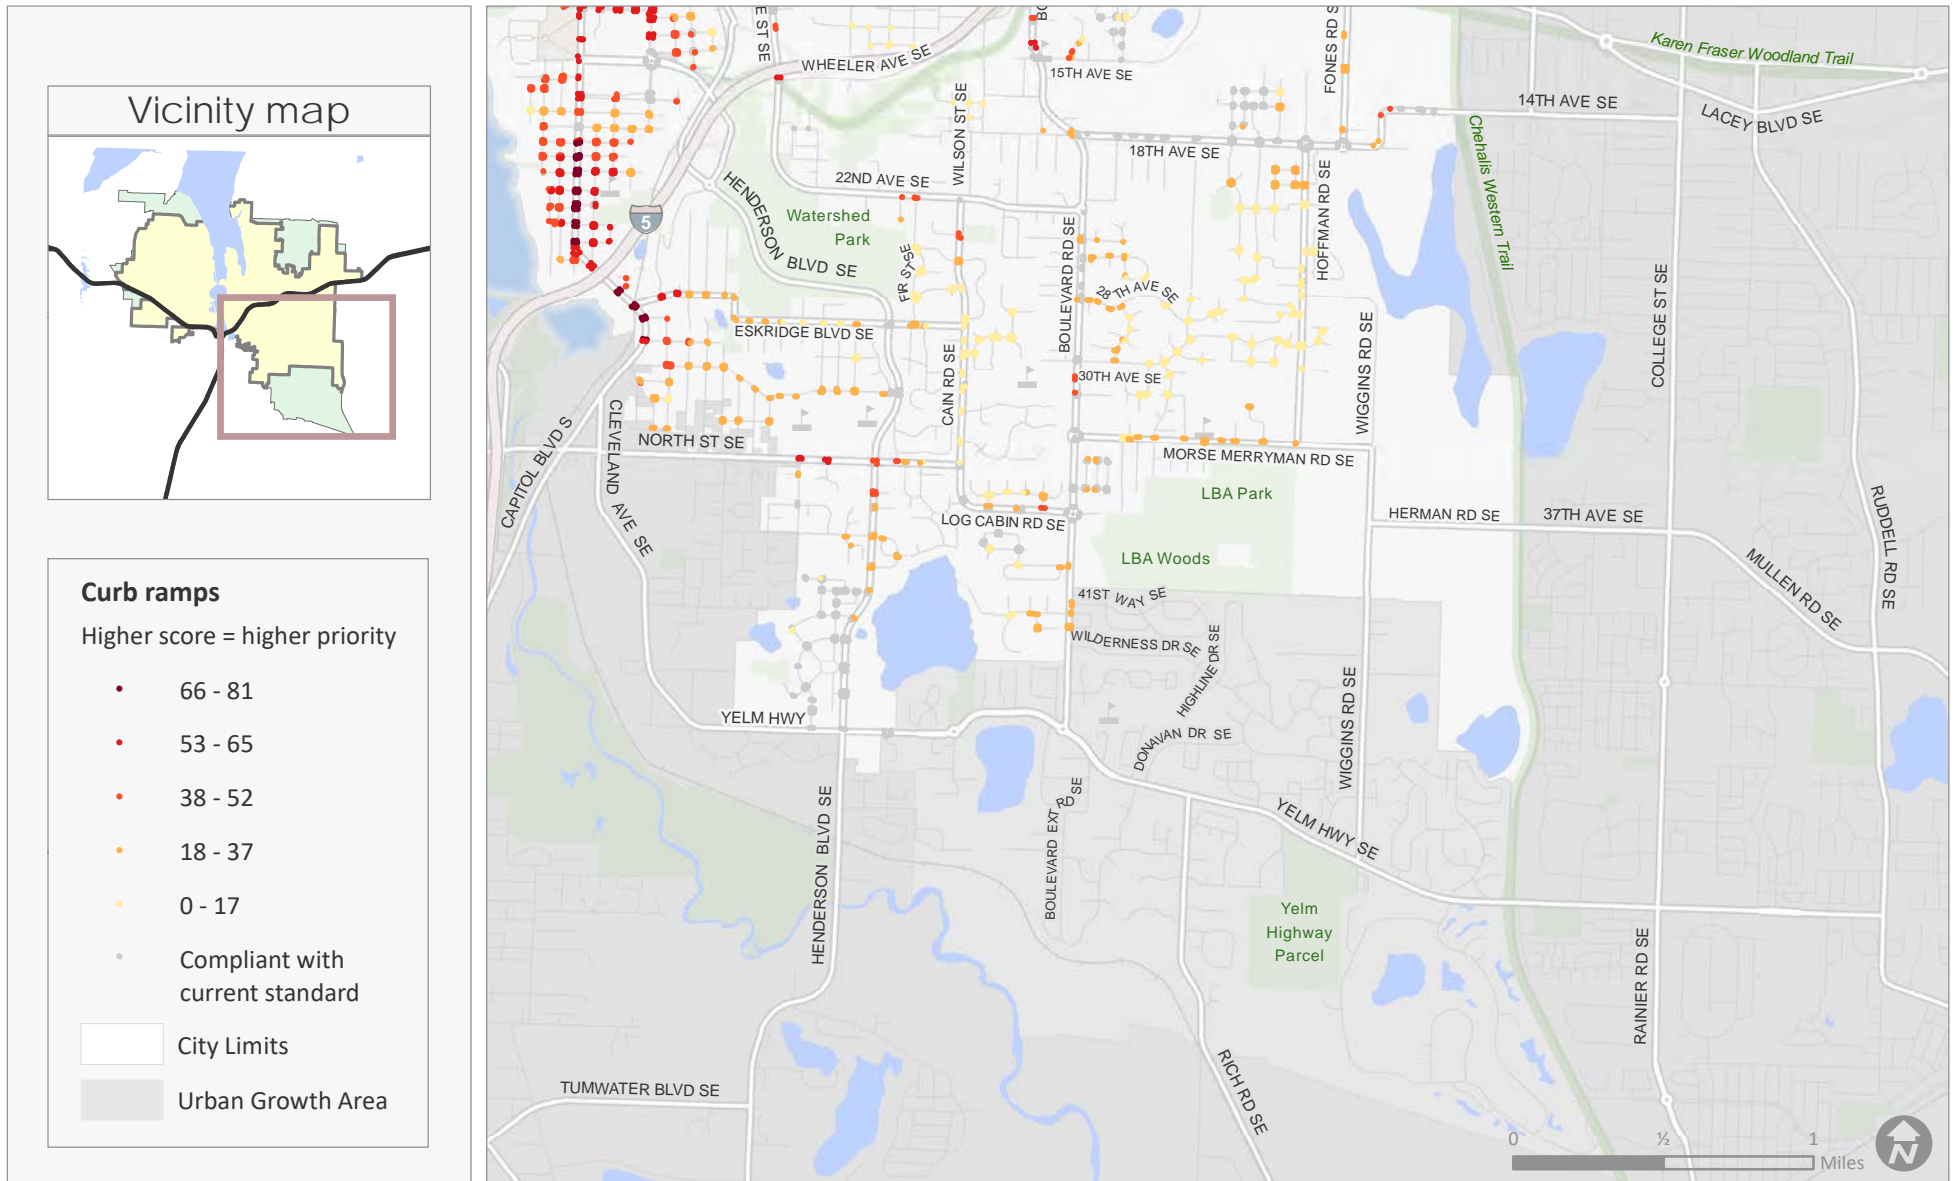 Vicinity map
Curb ramps
Higher score = higher priority
66 - 81
53 - 65
38 - 52
18 - 37
0 - 17
Compliant with
current standard
City Limits
Urban Growth Area
E ST SE
WHEELER AVE SE
15TH AVE SE
FONES RD S
Karen Fraser Woodland Trail
14TH AVE SE
LACEY BLVD SE
WILSON ST SE
18TH AVE SE
Chehalis Western Trail
22ND AVE SE
HENDERSON BLVD SE
Watershed
Park
5
HOFFMAN RD SE
BOULEVARD RD SE
FIR ST SE
28TH AVE SE
ESKRIDGE BLVD SE
CAIN RD SE
30TH AVE SE
WIGGINS RD SE
COLLEGE ST SE
CAPITOL BLVD S
CLEVELAND AVE SE
NORTH ST SE
MORSE MERRYMAN RD SE
LBA Park
LOG CABIN RD SE
HERMAN RD SE
37TH AVE SE
RUDDELL RD SE
LBA Woods
MULLEN RD SE
41ST WAY SE
WILDERNESS DR SE
HIGHLINE DR SE
YELM HWY
DONAVAN DR SE
WIGGINS RD SE
HENDERSON BLVD SE
BOULEVARD EXT RD SE
YELM HWY SE
Yelm
Highway
Parcel
RAINIER RD SE
RICH RD SE
TUMWATER BLVD SE
0 ½ 1
Miles
N